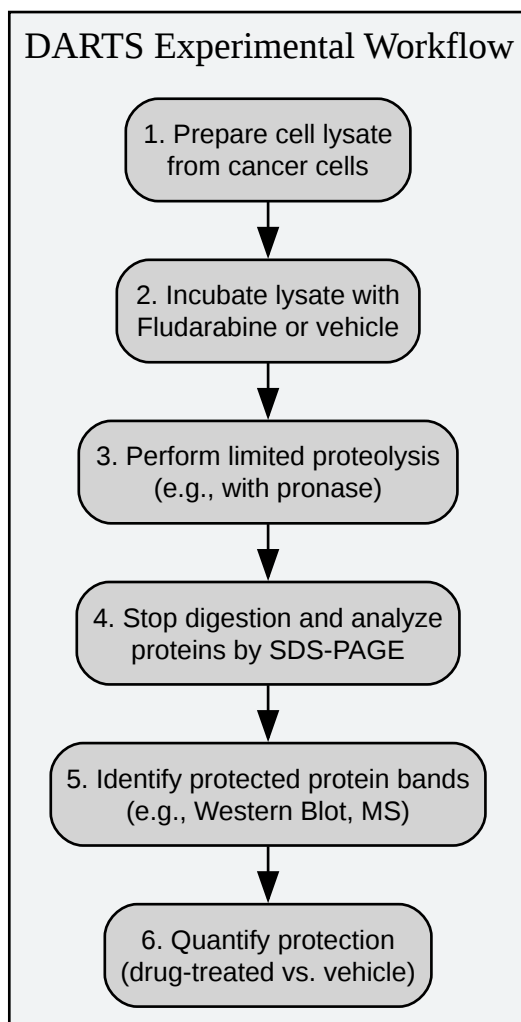 DARTS Experimental Workflow
1. Prepare cell lysate
from cancer cells
2. Incubate lysate with
Fludarabine or vehicle
3. Perform limited proteolysis
(e.g., with pronase)
4. Stop digestion and analyze
proteins by SDS-PAGE
5. Identify protected protein bands
(e.g., Western Blot, MS)
6. Quantify protection
(drug-treated vs. vehicle)